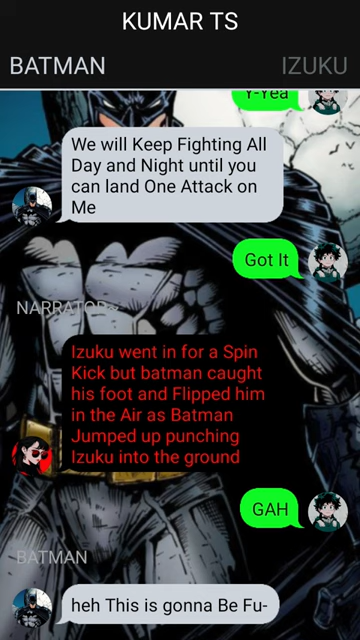 KUMAR TS
BATMAN IZUKU
Y-Yea
We will Keep Fighting All
Day and Night until you
can land One Attack on
Me
Got It
NARRATOR~
Izuku went in for a Spin
Kick but batman caught
his foot and Flipped him
in the Air as Batman
Jumped up punching
Izuku into the ground
GAH
BATMAN
heh This is gonna Be Fu-